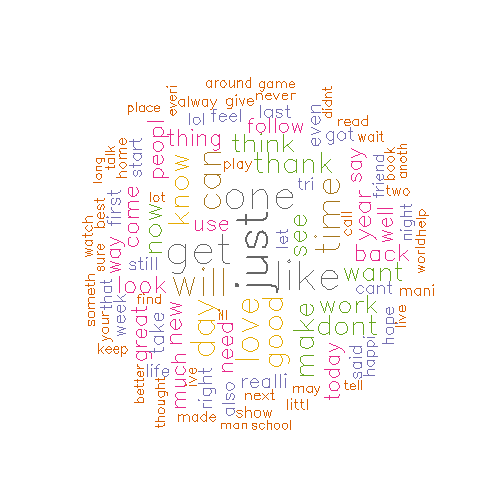 around game
never
everi
alway give
place
didnt
lol feel last
read
follow even got wait
peopl thing think
talk
home
start
book
anoth
long
play thank
say
friend
two
know can tri
best
first
come
lot
one
year
well
night
worldhelp
now use just see time call
let
watch
sure
way
get back
still
want
someth
your
that
look will like cant mani
week
find
ill
work hope live
keep
great
take
new
day
love
good
make dont
happi
need
said
better
life
much
ive
right
realli today
tell
thought
also
next may
littl
made show
man school